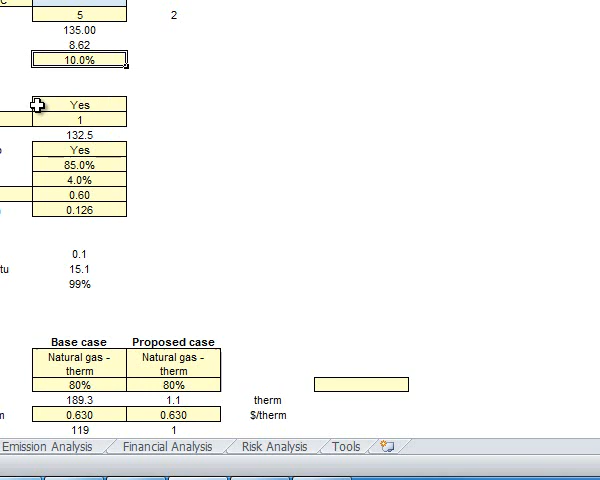 5 2
135.00
8.62
10.0%
Yes
1
132.5
Yes
85.0%
4.0%
0.60
0.126
0.1
tu 15.1
99%
Base case Proposed case
Natural gas - Natural gas -
therm therm
80% 80%
189.3 1.1 therm
0.630 0.630 $/therm
119 1
Emission Analysis Financial Analysis Risk Analysis Tools